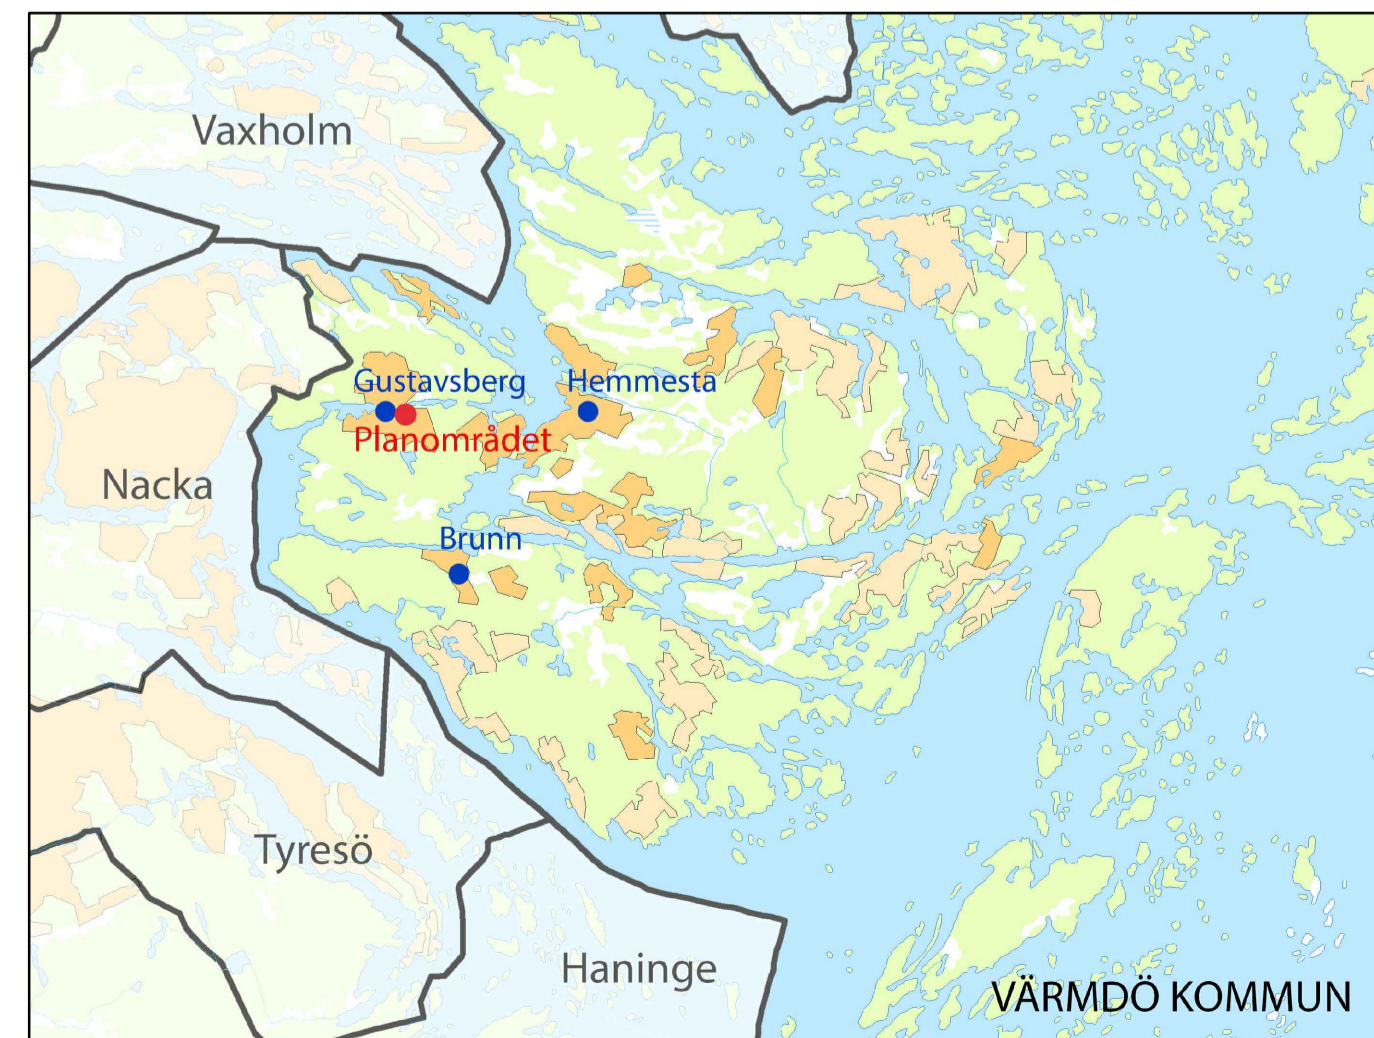 Vaxholm
Gustavsberg
Hemmesta
Planområdet
Nacka
Brunn
Tyresö
Haninge
VÄRMDÖ KOMMUN